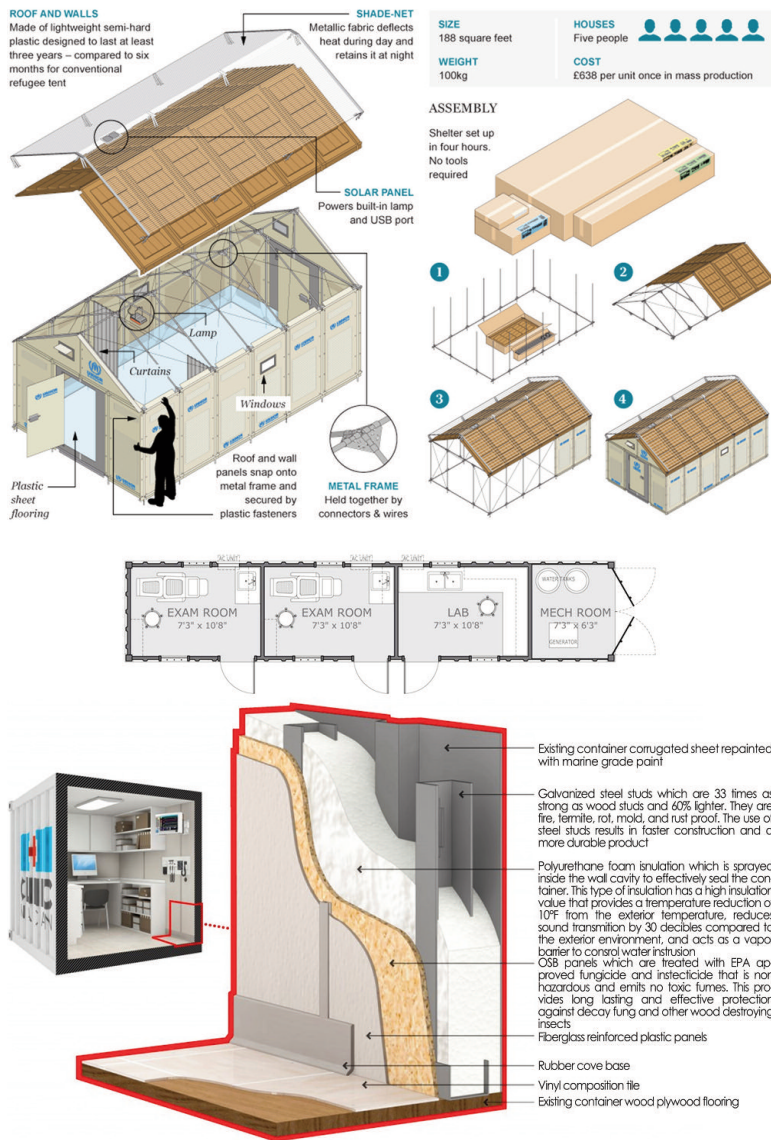 ROOF AND WALLS
Made of lightweight semi-hard
plastic designed to last at least
three years – compared to six
months for conventional
refugee tent
SHADE-NET
Metallic fabric deflects
heat during day and
retains it at night
SOLAR PANEL
Powers built-in lamp
and USB port
Lamp
Curtains
Windows
Plastic
sheet
flooring
Roof and wall
panels snap onto
metal frame and
secured by
plastic fasteners
METAL FRAME
Held together by
connectors & wires
SIZE
188 square feet
HOUSES
Five people
WEIGHT
100kg
COST
£638 per unit once in mass production
ASSEMBLY
Shelter set up
in four hours.
No tools
required
1
2
3
4
AC UNIT
AC UNIT
AC UNIT
EXAM ROOM
7'3" x 10'8"
EXAM ROOM
7'3" x 10'8"
LAB
7'3" x 10'8"
WATER TANKS
MECH ROOM
7'3" x 6'3"
GENERATOR
Existing container corrugated sheet repainted
with marine grade paint
Galvanized steel studs which are 33 times as
strong as wood studs and 60% lighter. They are
fire, termite, rot, mold, and rust proof. The use of
steel studs results in faster construction and a
more durable product
Polyurethane foam isnulation which is sprayed
inside the wall cavity to effectively seal the con
tainer. This type of insulation has a high insulation
value that provides a tremperature reduction o
10°F from the exterior temperature, reduces
sound transmition by 30 decibles compared to
the exterior environment, and acts as a vapo
barrier to consrol water instrusion
OSB panels which are treated with EPA ap
proved fungicide and instecticide that is non
hazardous and emits no toxic fumes. This pro
vides long lasting and effective protection
against decay fung and other wood destroying
insects
Fiberglass reinforced plastic panels
Rubber cove base
Vinyl composition tile
Existing container wood plywood flooring